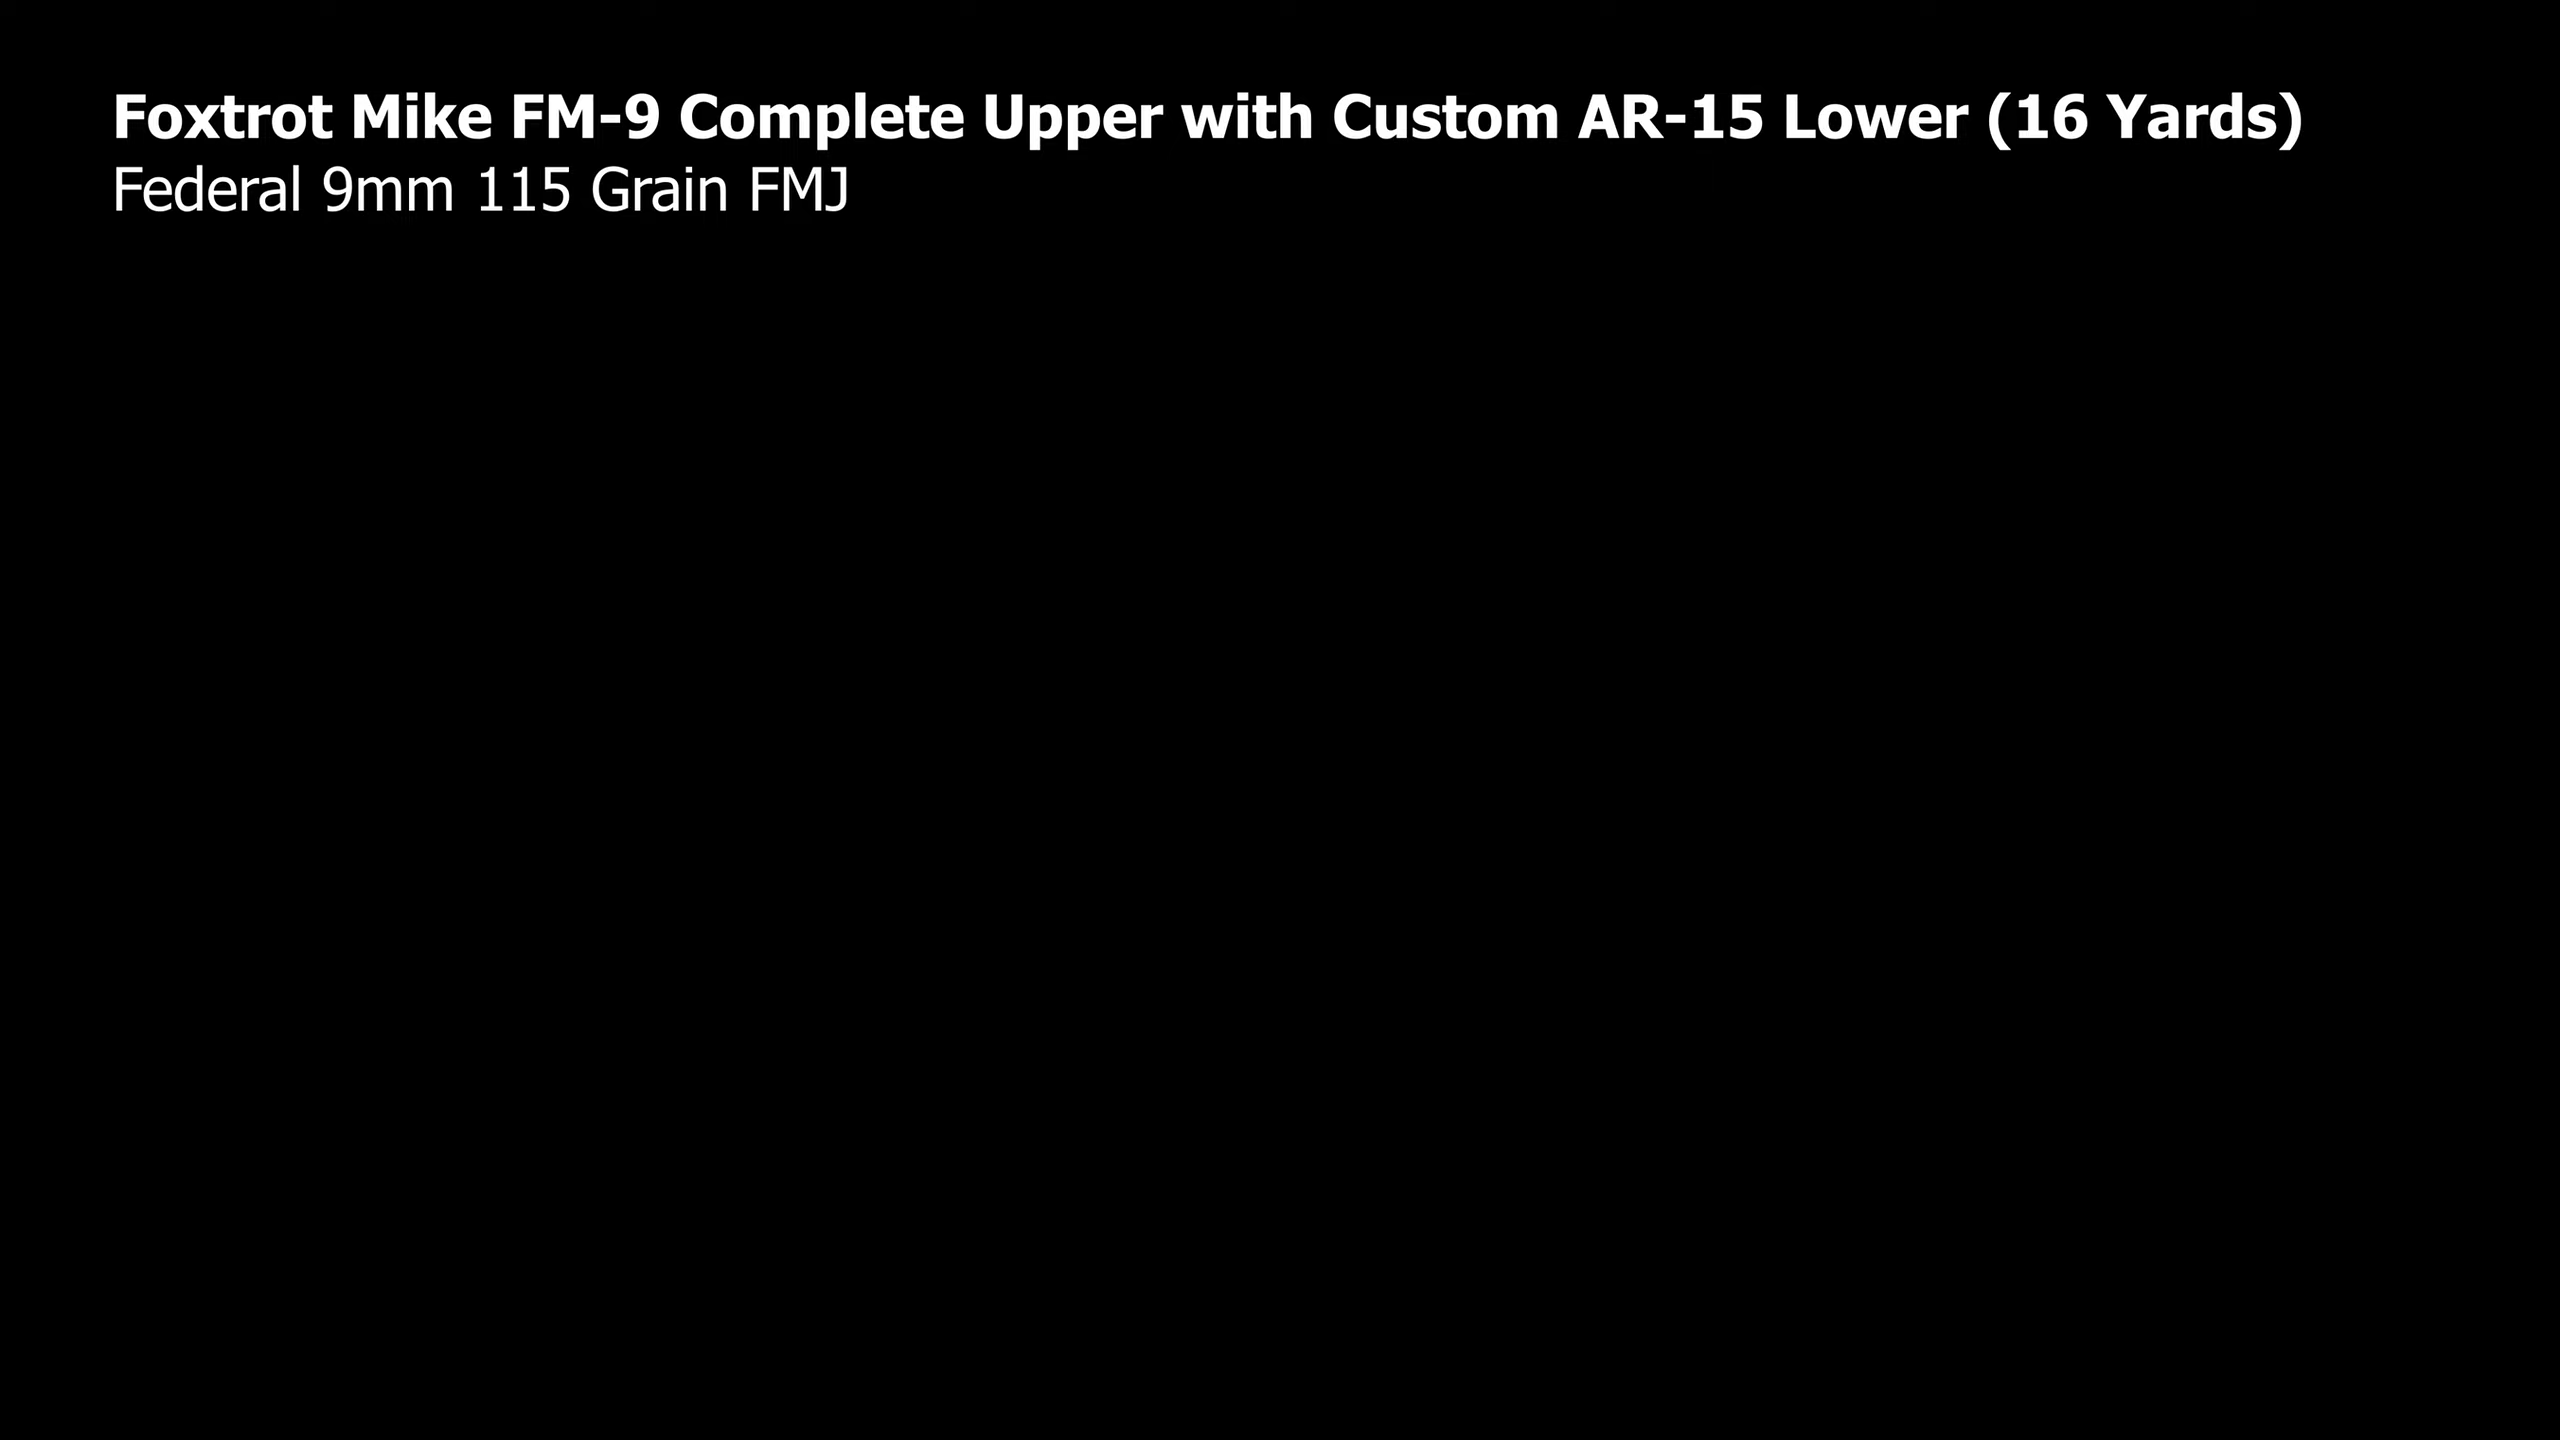 Foxtrot Mike FM-9 Complete Upper with Custom AR-15 Lower (16 Yards)
Federal 9mm 115 Grain FMJ